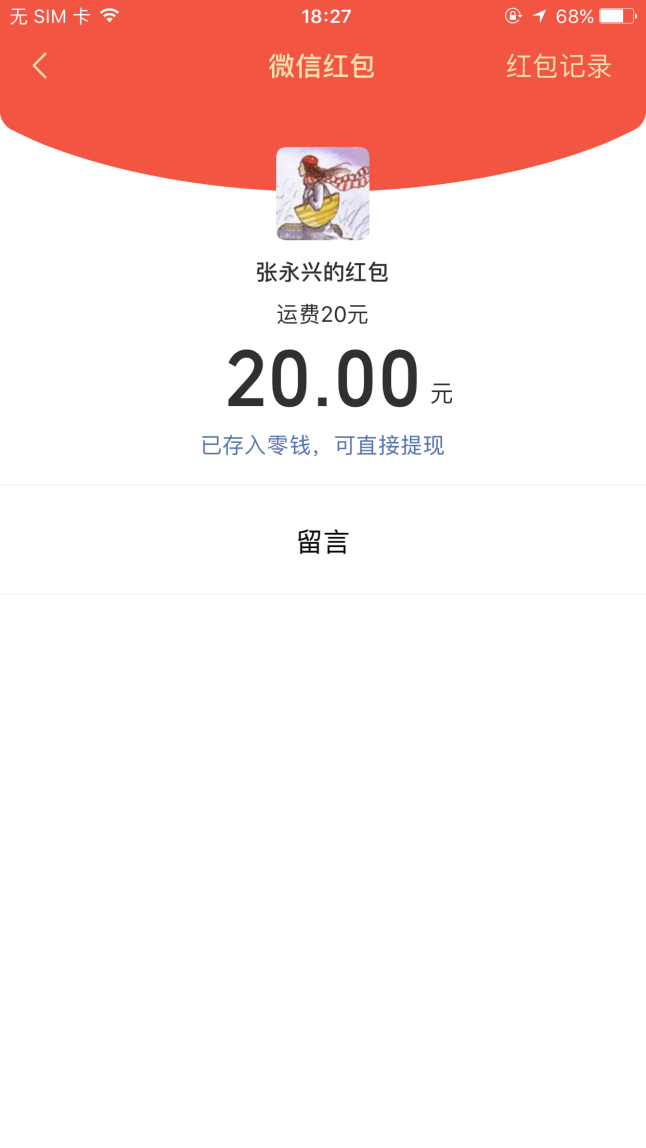 无 SIM 卡 18:27 68%
微信红包 红包记录
张永兴的红包
运费20元
20.00 元
已存入零钱，可直接提现
留言